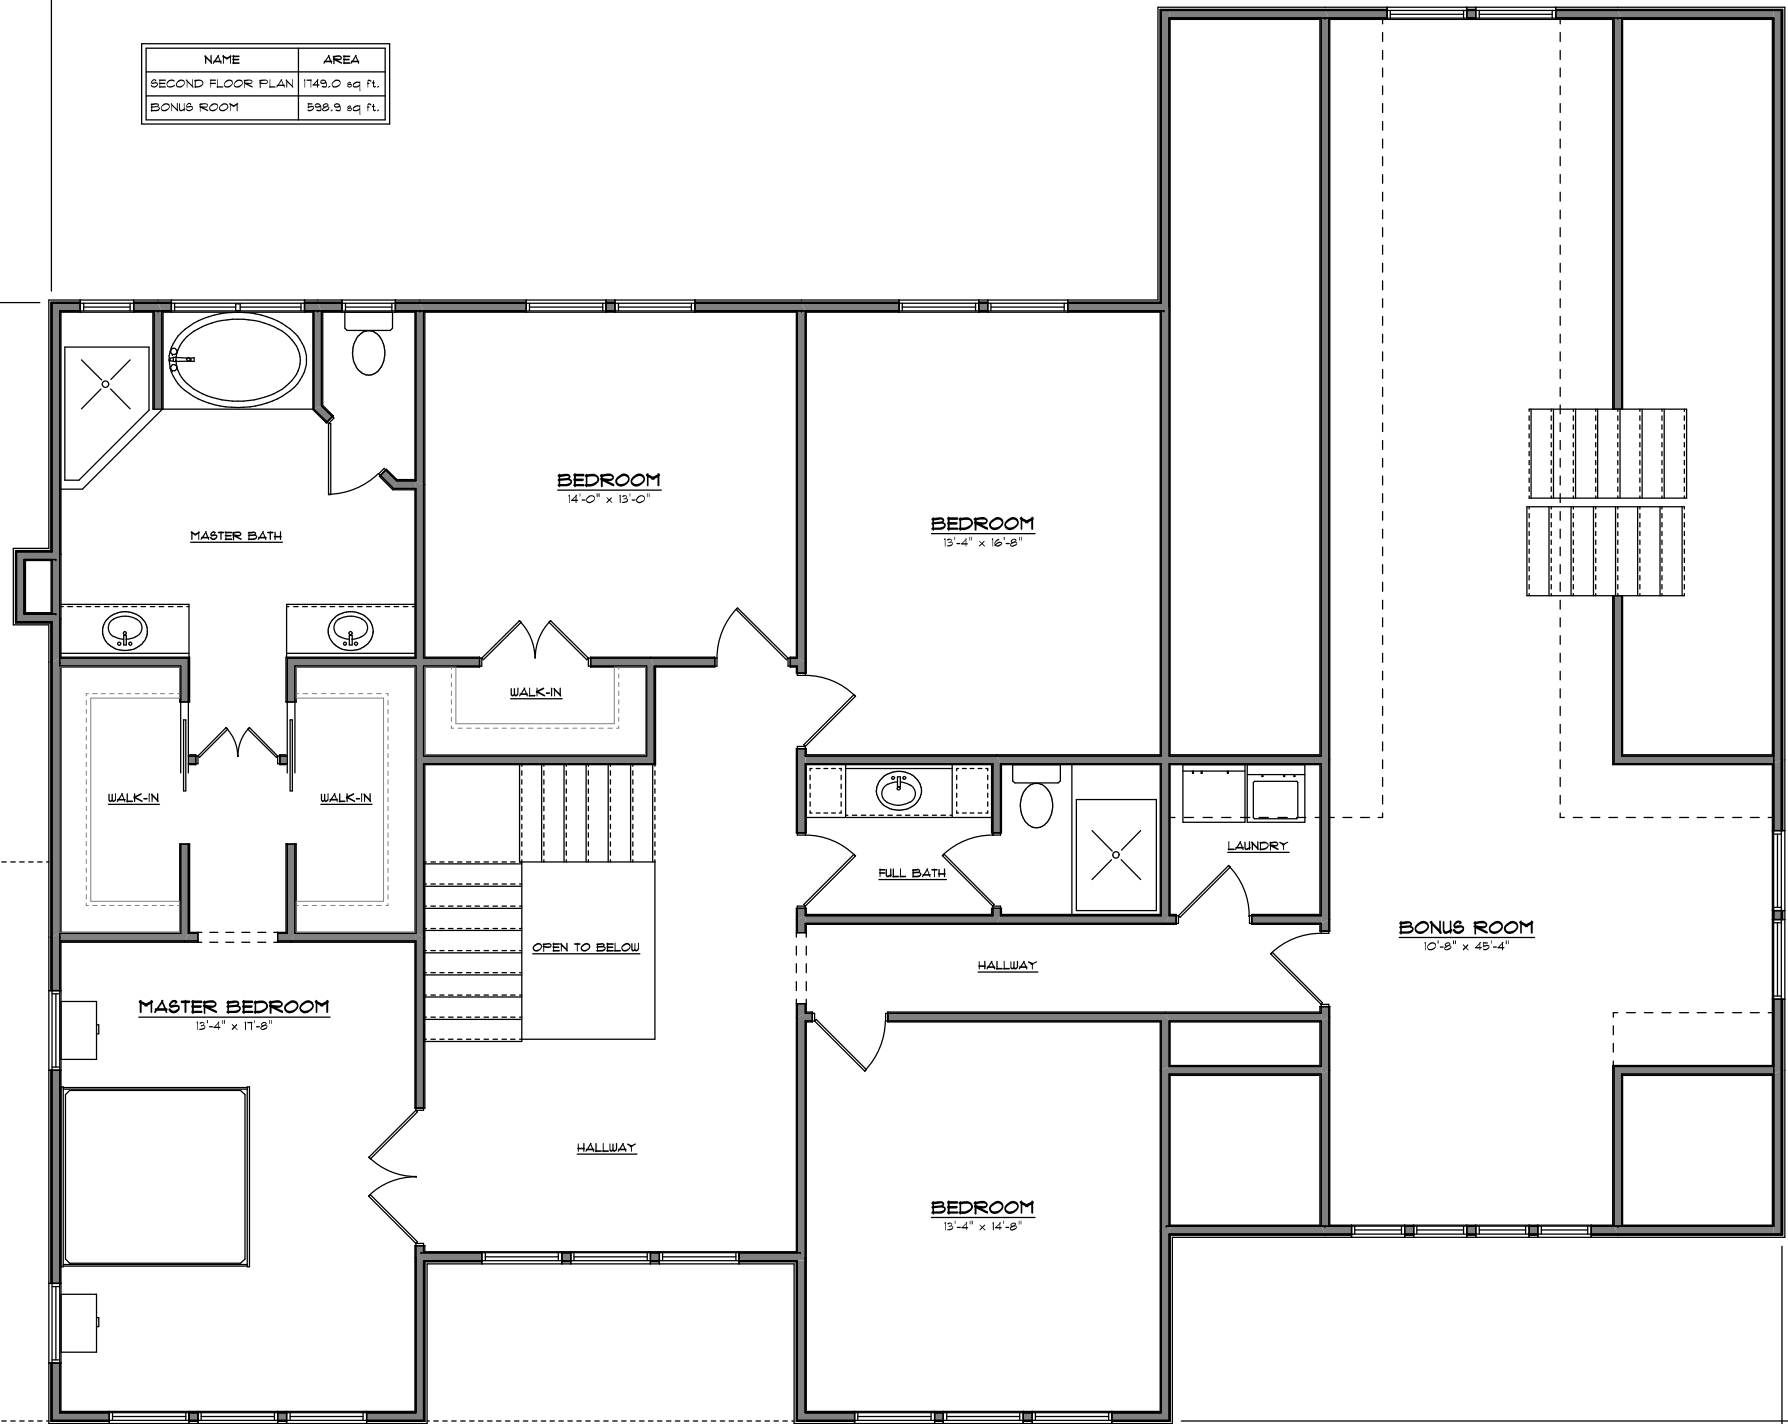 NAME AREA
SECOND FLOOR PLAN 1749.0 sq ft.
BONUS ROOM 598.9 sq ft.
BEDROOM
14'-0" x 13'-0"
BEDROOM
13'-4" x 16'-8"
MASTER BATH
WALK-IN
WALK-IN
WALK-IN
LAUNDRY
FULL BATH
BONUS ROOM
10'-8" x 45'-4"
OPEN TO BELOW
HALLWAY
MASTER BEDROOM
13'-4" x 17'-8"
HALLWAY
BEDROOM
13'-4" x 14'-8"